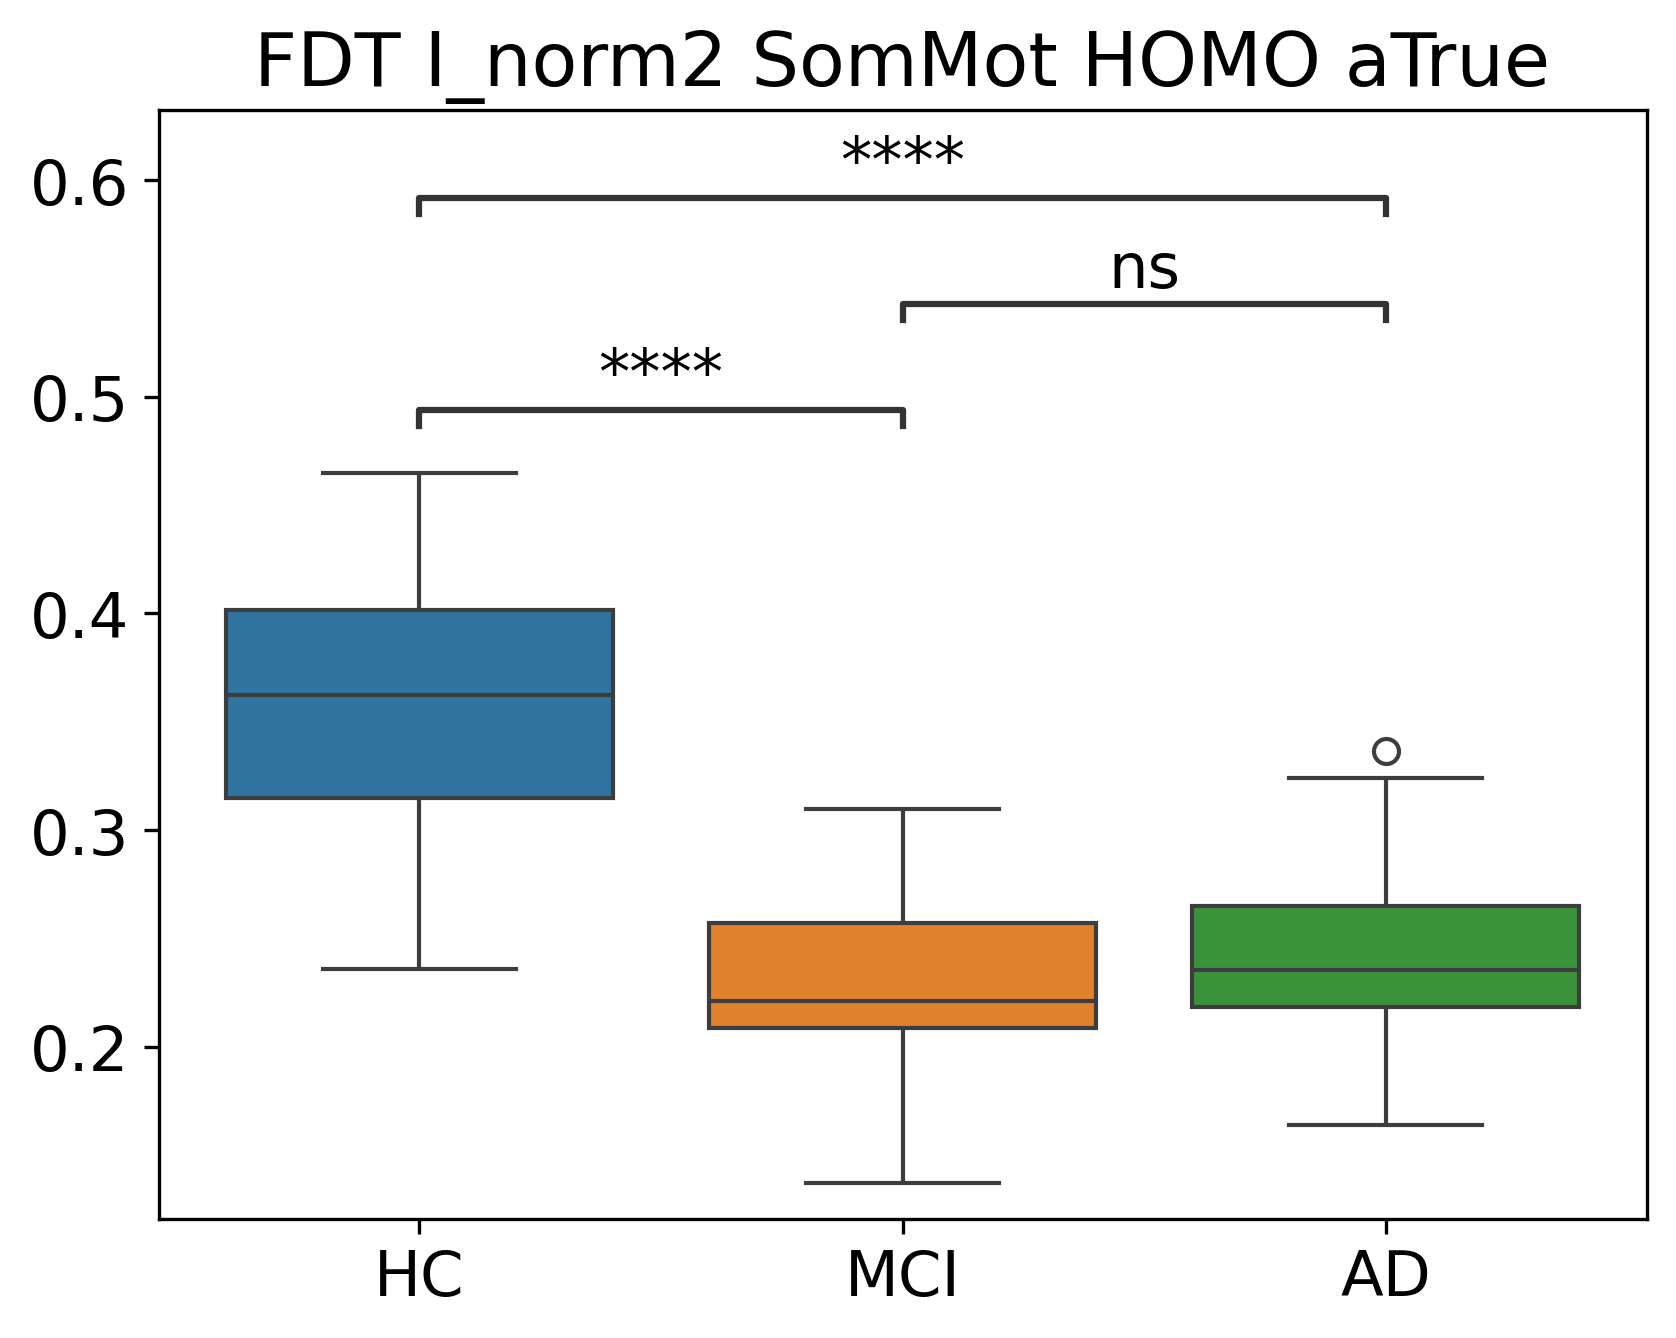 FDT I_norm2 SomMot HOMO aTrue
0.6
0.5
0.4
0.3
0.2
****
ns
****
HC MCI AD